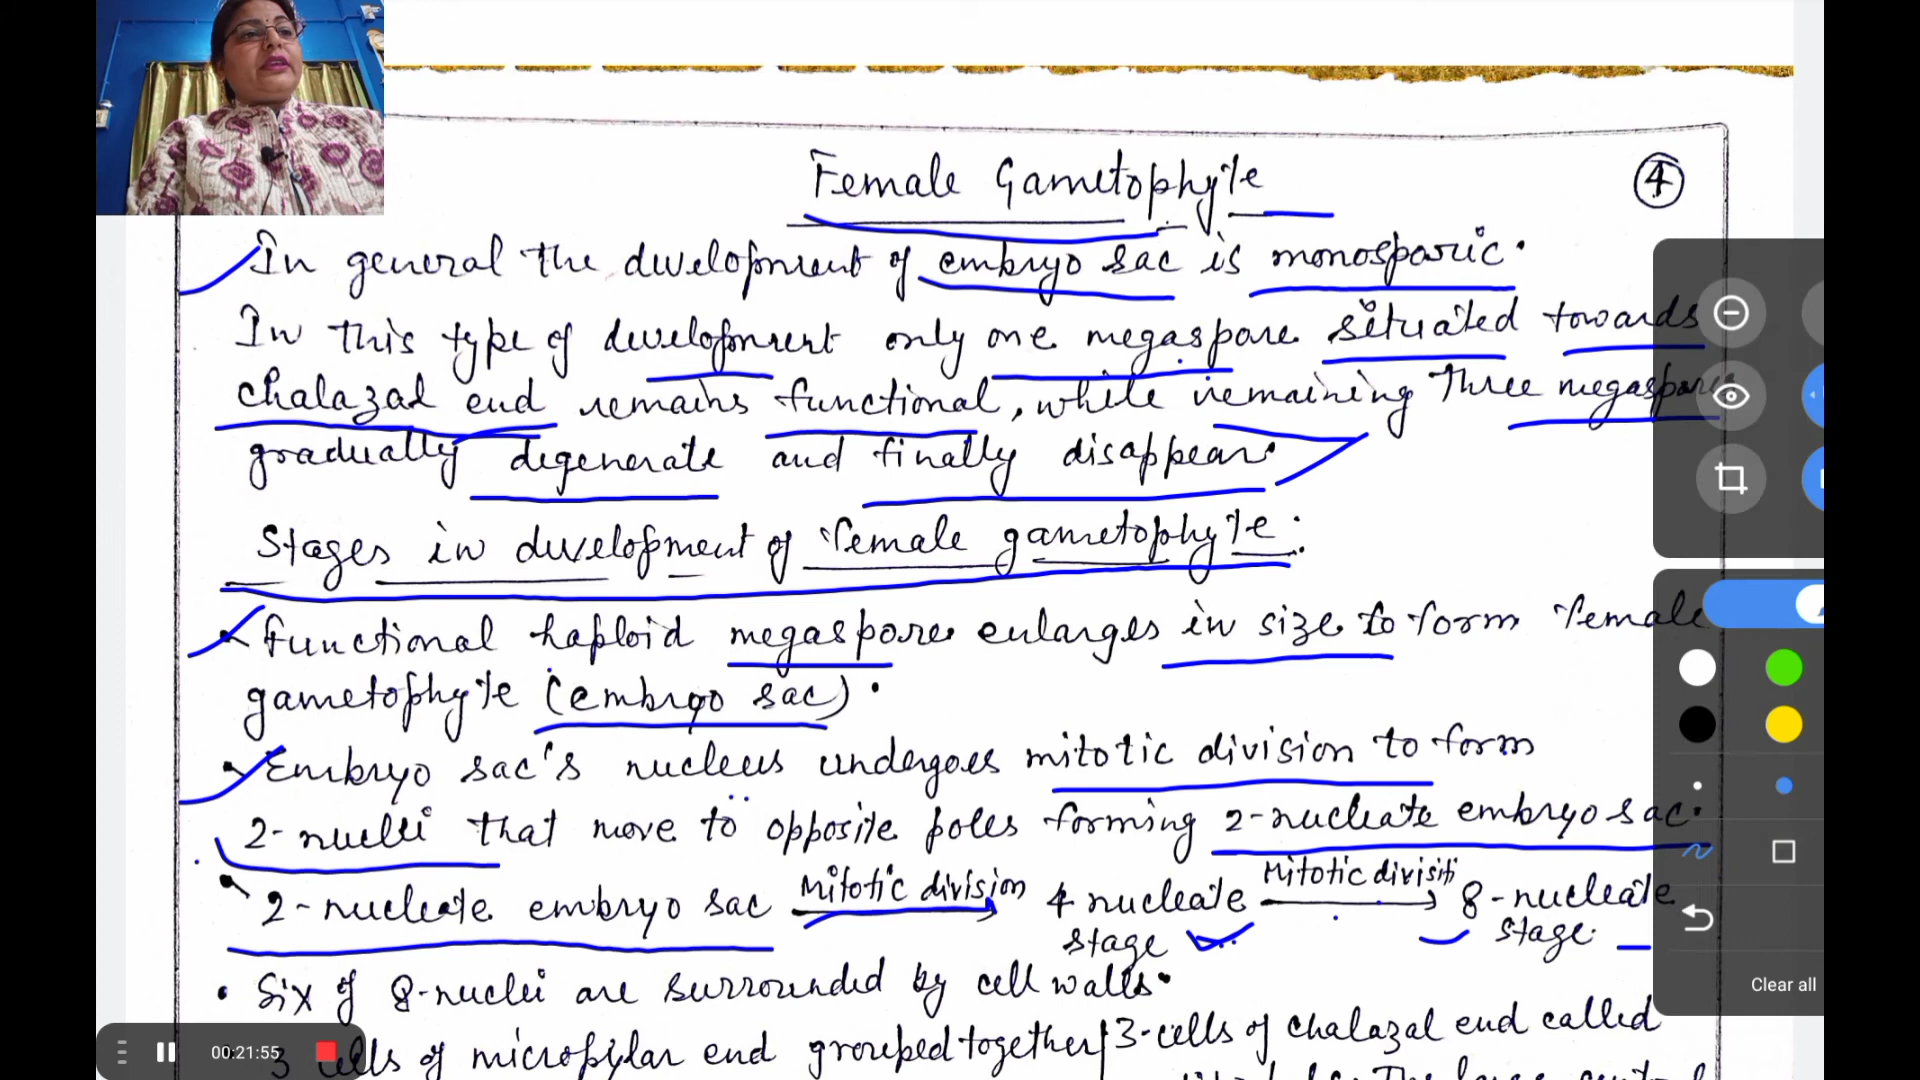 Female Gametophyte
4
In general the development of embryo sac is monosporic.
In this type of development only one megaspore situated towards
chalazal end remains functional, while remaining three megaspore
gradually degenerate and finally disappear.
Stages in development of female gametophyte:
• Functional haploid megaspore enlarges in size to form female
gametophyte (embryo sac).
• Embryo sac's nucleus undergoes mitotic division to form
2-nuclei that move to opposite poles forming 2-nucleate embryo sac.
• 2-nucleate embryo sac Mitotic division 4 nucleate stage Mitotic divisi 8-nucleate stage.
• Six of 8-nuclei are surrounded by cell walls.
3 cells of micropylar end grouped together | 3-cells of chalazal end called
The large central
Clear all
00:21:55